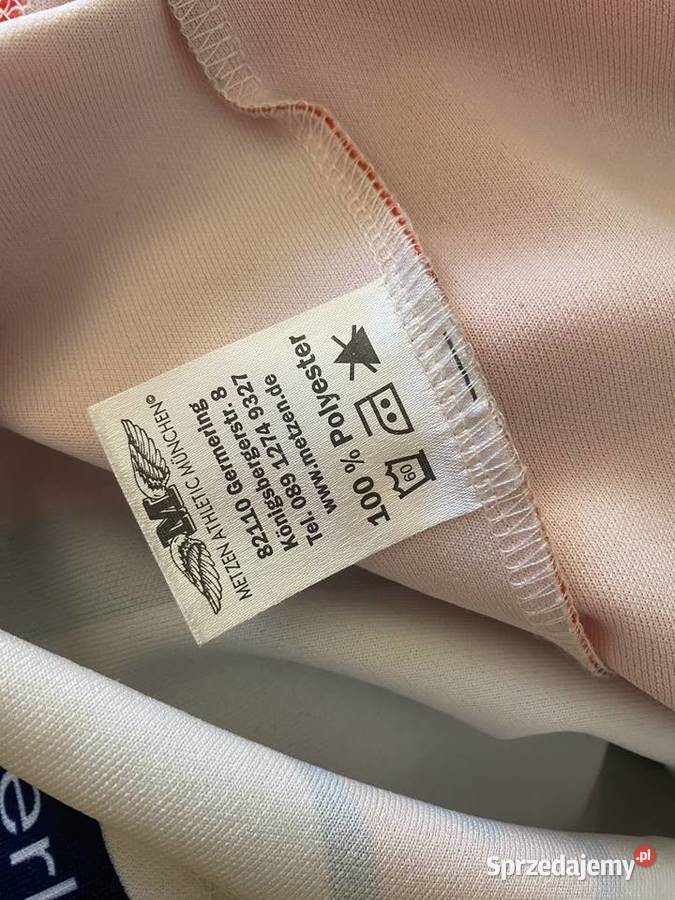 M
METZEN ATHLETIC MÜNCHEN®
82110 Germering
Königsbergerstr. 8
Tel. 089 1274 9327
www.metzen.de
100 % Polyester
60
erl
Sprzedajemy.pl